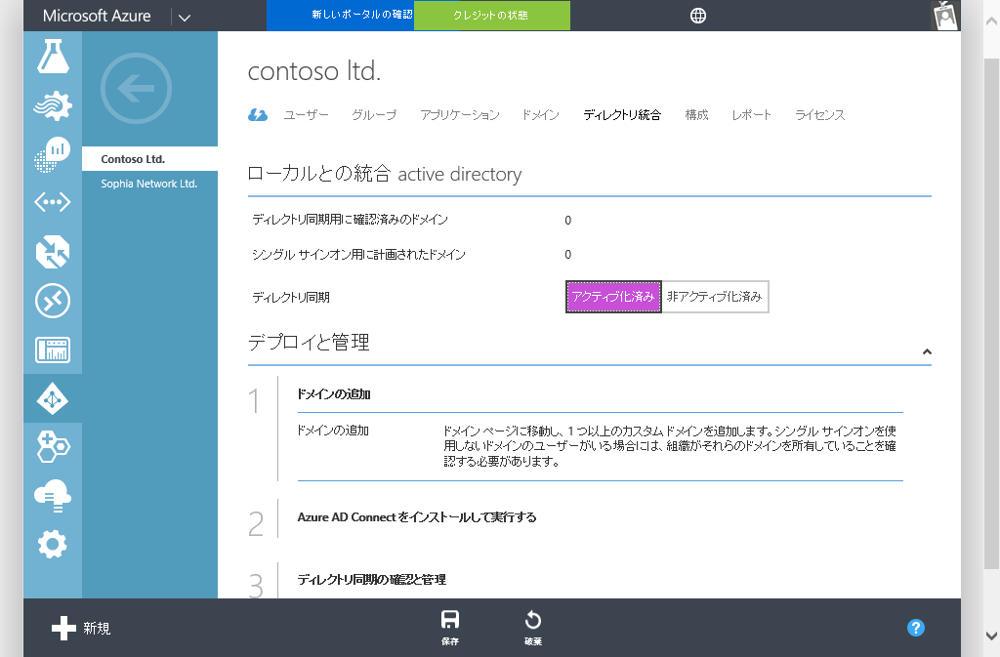 Microsoft Azure
新しいポータルの確認
クレジットの状態
Contoso Ltd.
Sophia Network Ltd.
contoso ltd.
ユーザー グループ アプリケーション ドメイン ディレクトリ統合 構成 レポート ライセンス
ローカルとの統合 active directory
ディレクトリ同期用に確認済みのドメイン 0
シングル サインオン用に計画されたドメイン 0
ディレクトリ同期 アクティブ化済み 非アクティブ化済み
デプロイと管理
1 ドメインの追加
ドメインの追加 ドメイン ページに移動し、1 つ以上のカスタム ドメインを追加します。シングル サインオンを使
用しないドメインのユーザーがいる場合には、組織がそれらのドメインを所有していることを確
認する必要があります。
2 Azure AD Connect をインストールして実行する
3 ディレクトリ同期の確認と管理
新規
保存
破棄
?